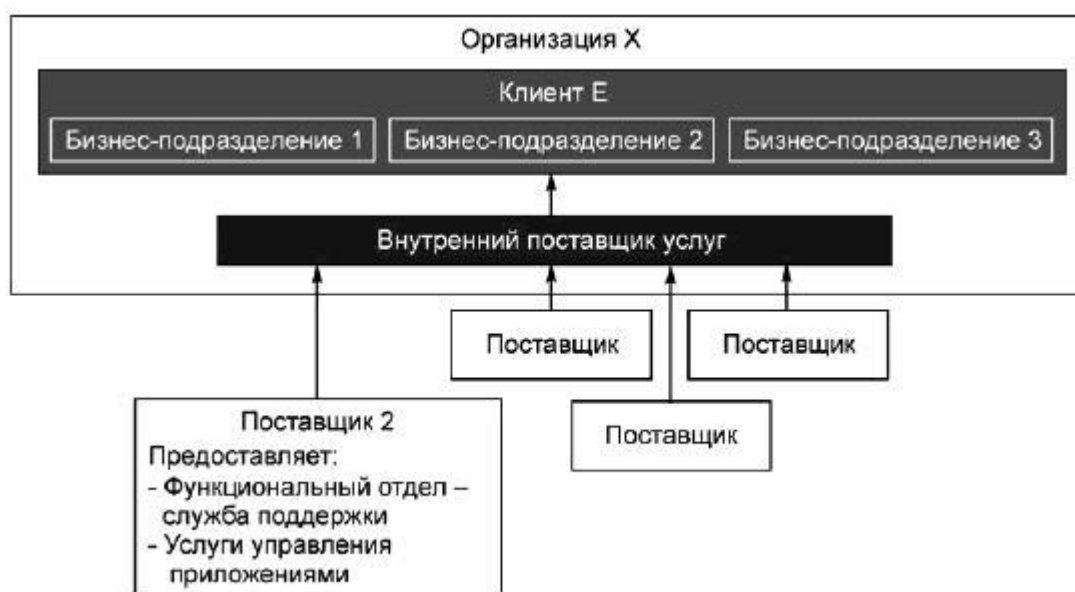 Организация X
Клиент E
Бизнес-подразделение 1
Бизнес-подразделение 2
Бизнес-подразделение 3
Внутренний поставщик услуг
Поставщик
Поставщик
Поставщик
Поставщик 2
Предоставляет:
- Функциональный отдел –
служба поддержки
- Услуги управления
приложениями